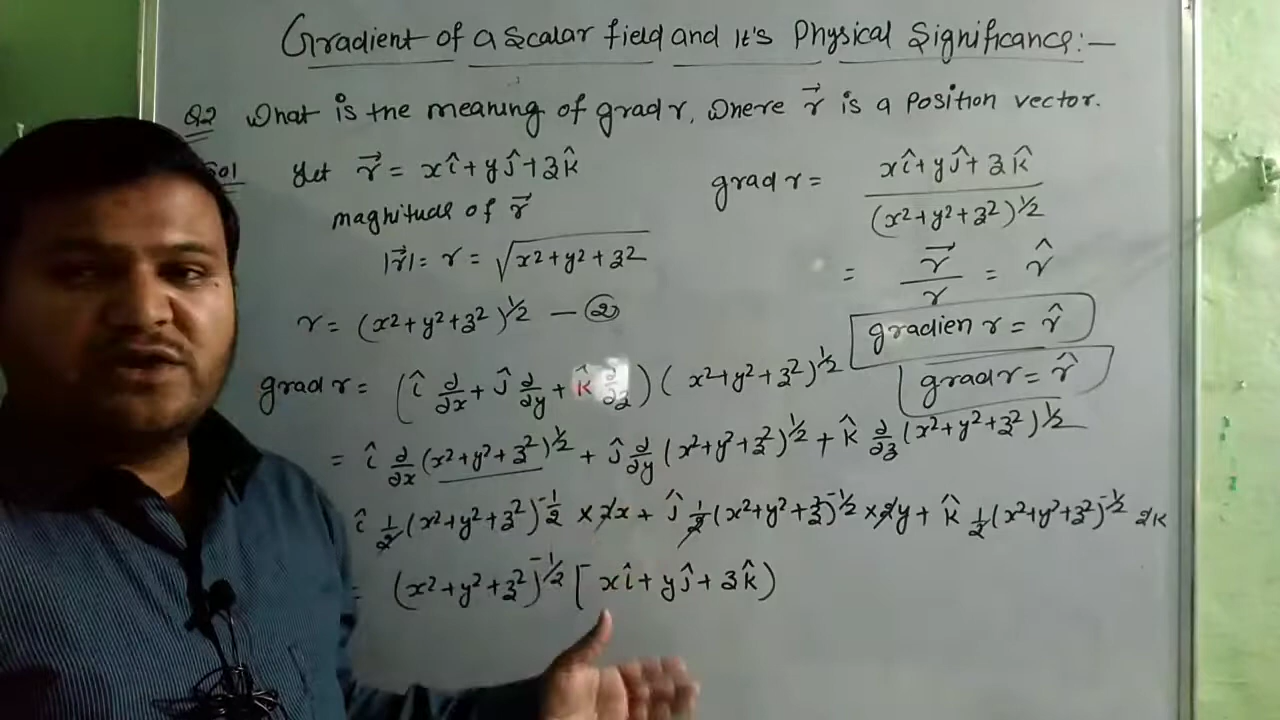 Gradient of a scalar field and It's Physical Significance:—
Q2 What is the meaning of grad r, Where r⃗ is a Position vector.
Sol Let r⃗ = xî + yĵ + zk̂
magnitude of r⃗
|r⃗| = r = √x² + y² + z²
r = (x² + y² + z²)^1/2 — ②
grad r = (î ∂/∂x + ĵ ∂/∂y + k̂ ∂/∂z) (x² + y² + z²)^1/2
= î ∂/∂x (x² + y² + z²)^1/2 + ĵ ∂/∂y (x² + y² + z²)^1/2 + k̂ ∂/∂z (x² + y² + z²)^1/2
î 1/2 (x² + y² + z²)^-1/2 × 2x + ĵ 1/2 (x² + y² + z²)^-1/2 × 2y + k̂ 1/2 (x² + y² + z²)^-1/2 2k
= (x² + y² + z²)^-1/2 [xî + yĵ + zk̂)
grad r = xî + yĵ + zk̂ / (x² + y² + z²)^1/2
= r⃗ / r = r̂
gradien r = r̂
grad r = r̂